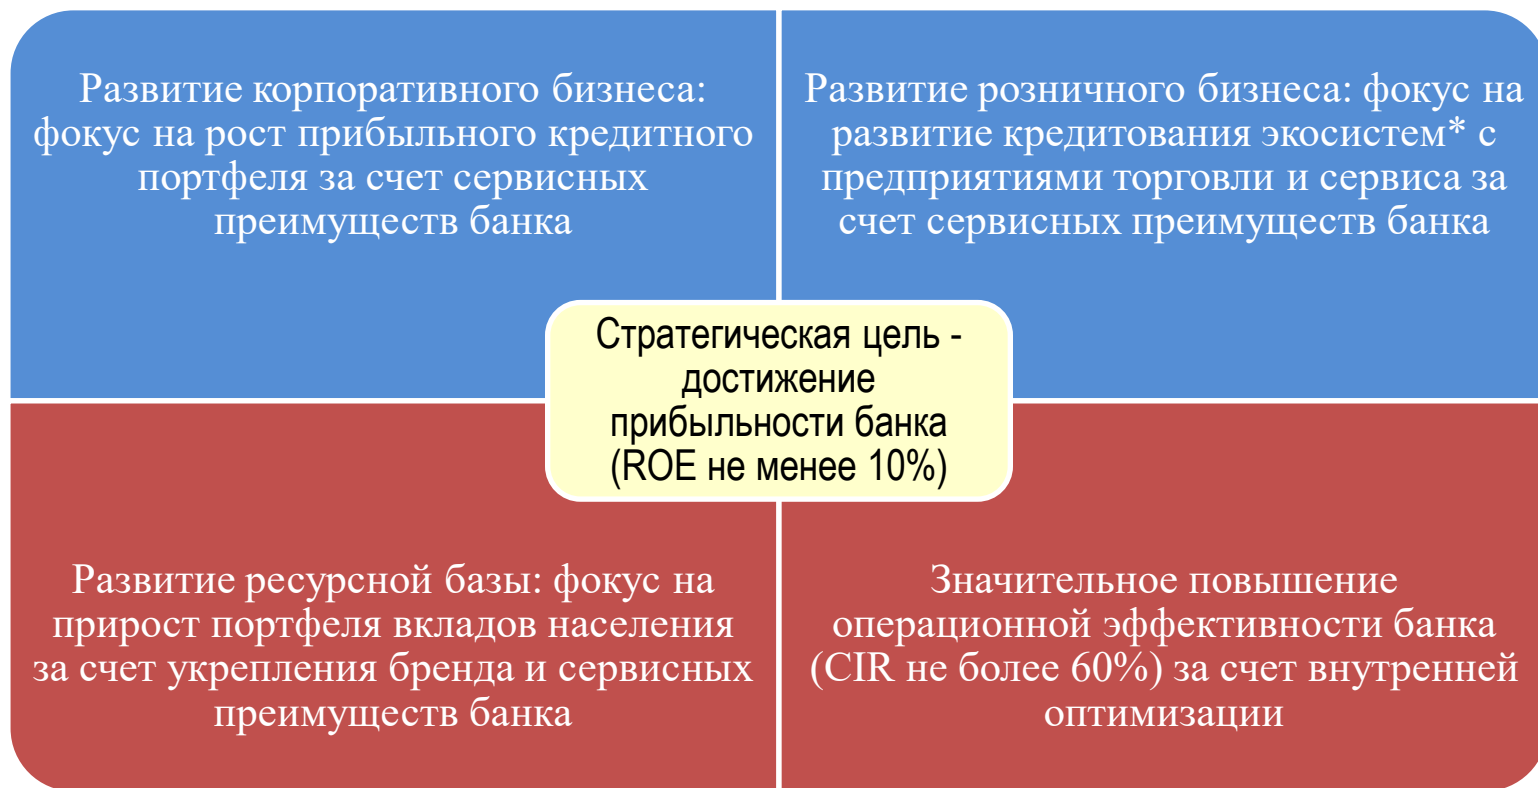 Развитие корпоративного бизнеса:
фокус на рост прибыльного кредитного
портфеля за счет сервисных
преимуществ банка
Развитие розничного бизнеса: фокус на
развитие кредитования экосистем* с
предприятиями торговли и сервиса за
счет сервисных преимуществ банка
Стратегическая цель -
достижение
прибыльности банка
(ROE не менее 10%)
Развитие ресурсной базы: фокус на
прирост портфеля вкладов населения
за счет укрепления бренда и сервисных
преимуществ банка
Значительное повышение
операционной эффективности банка
(CIR не более 60%) за счет внутренней
оптимизации